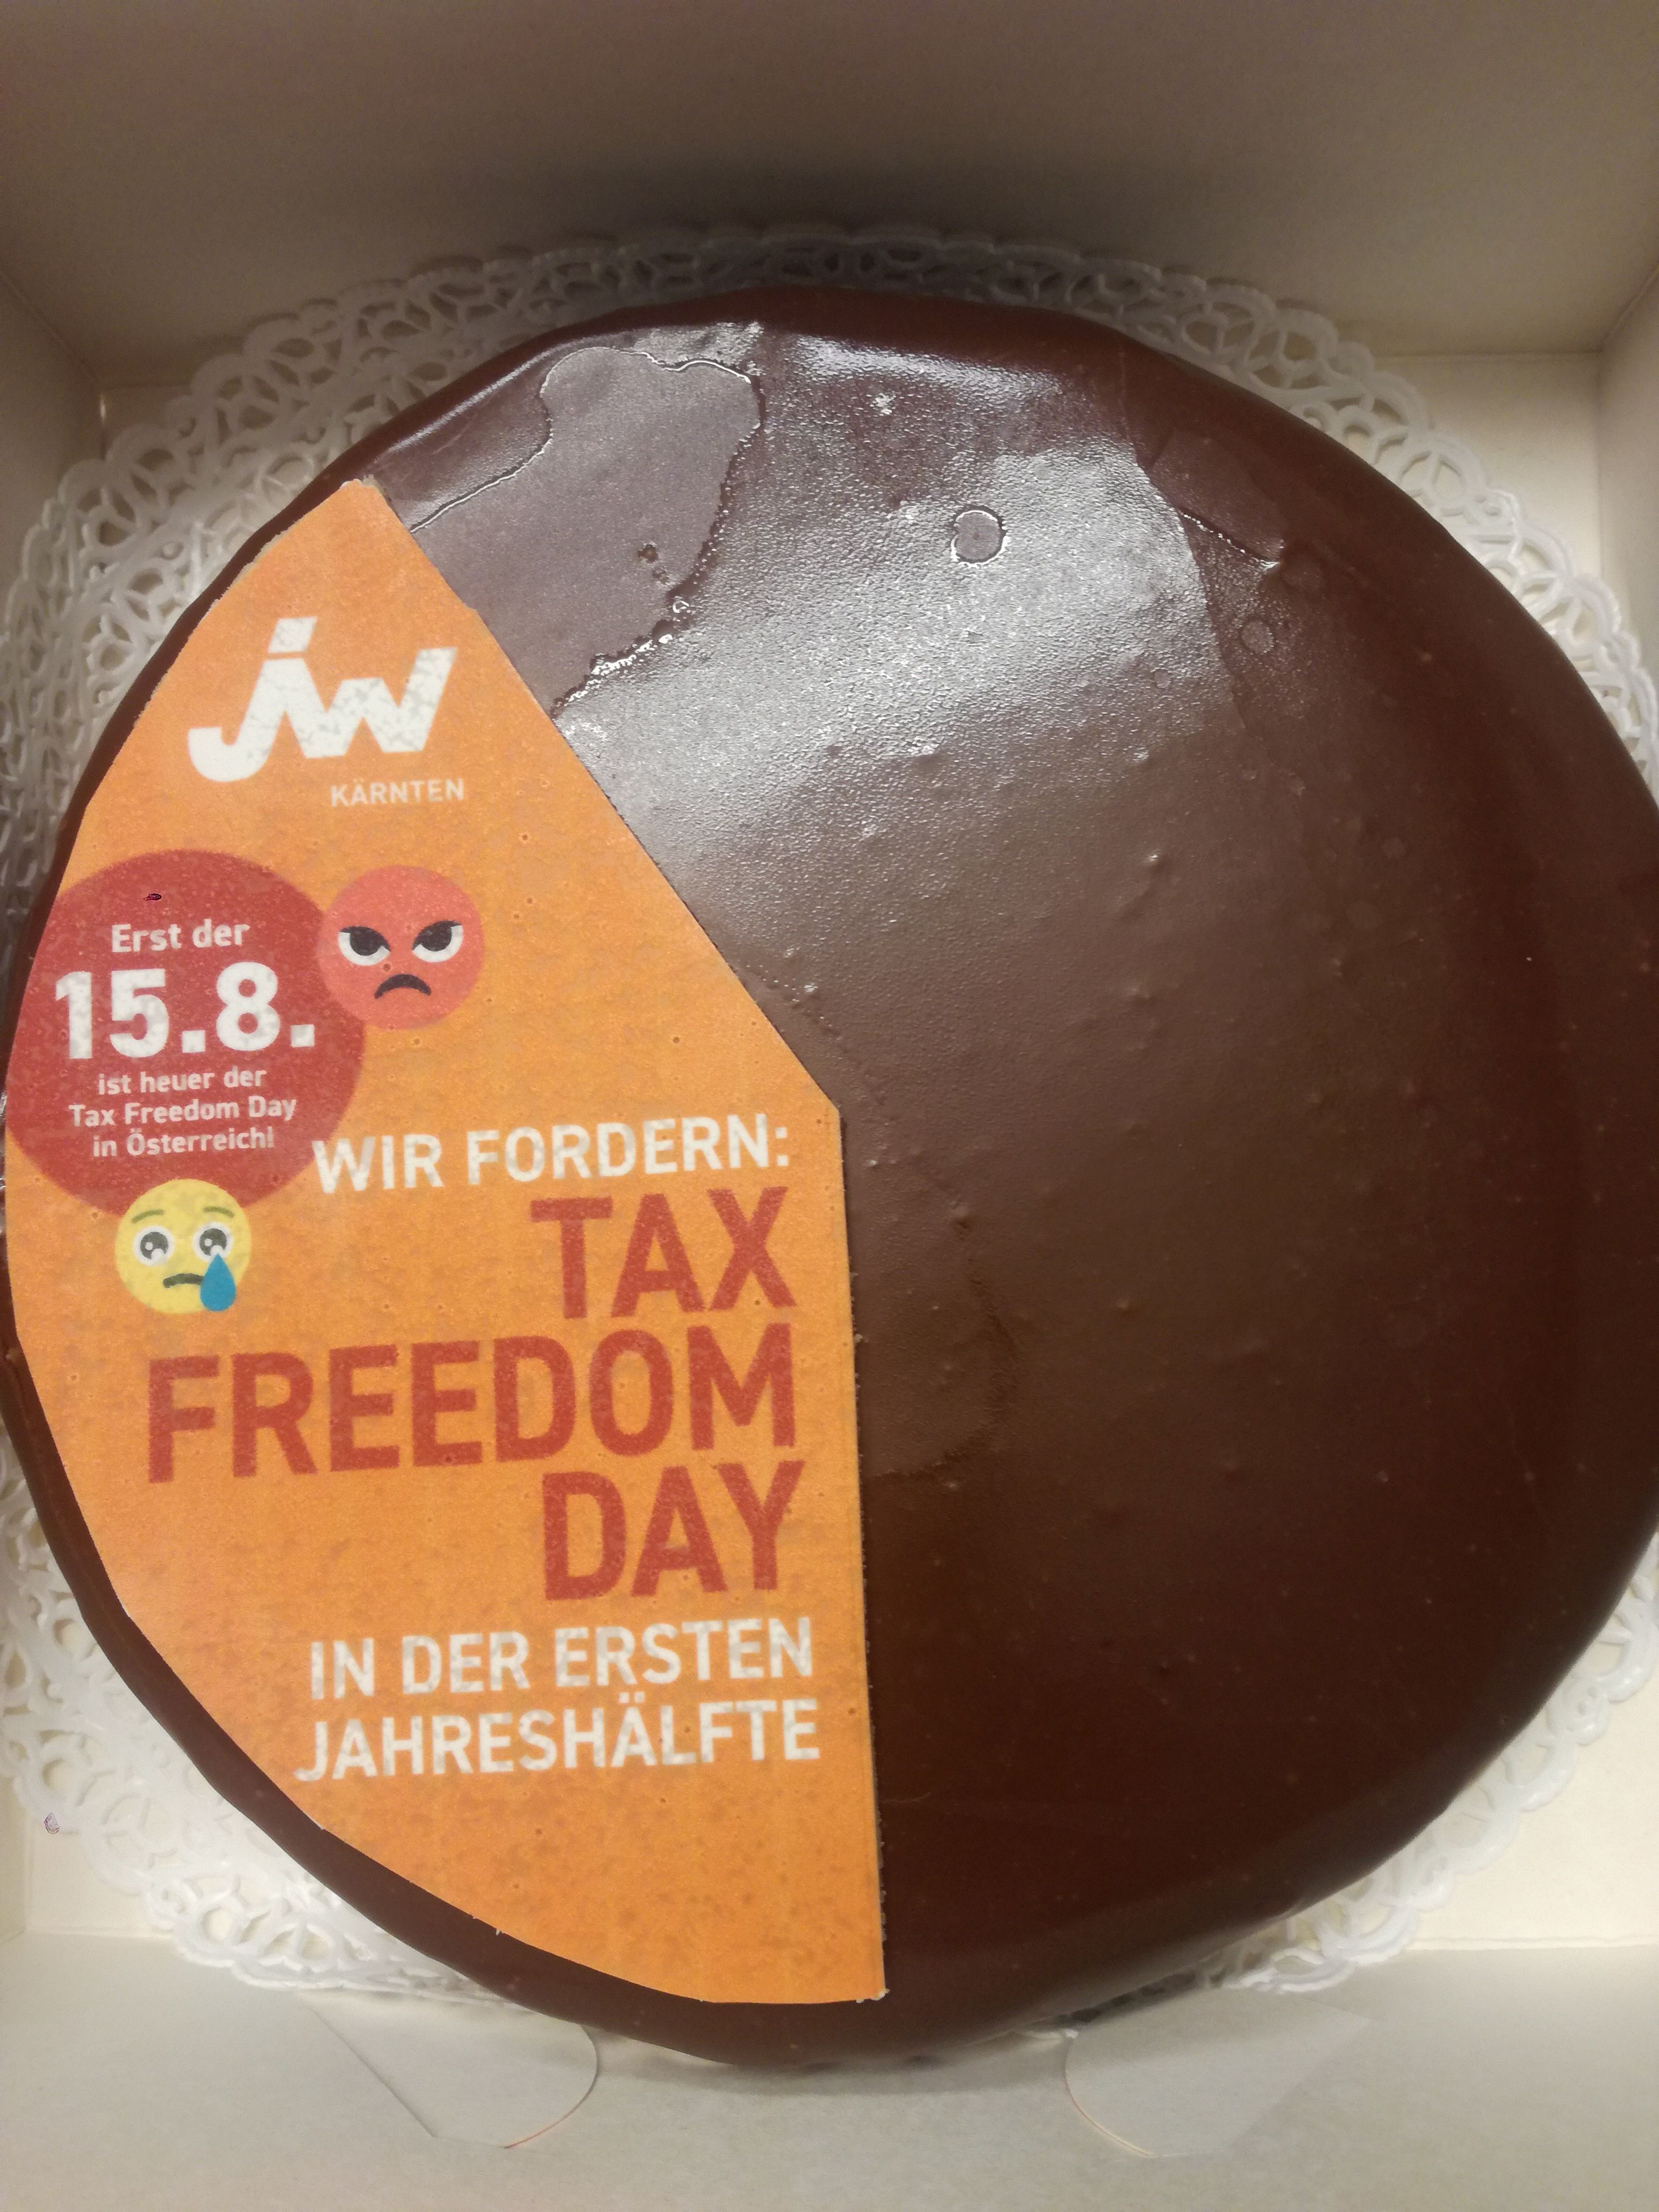 jw
KÄRNTEN
Erst der
15.8.
ist heuer der
Tax Freedom Day
in Österreich!
WIR FORDERN:
TAX
FREEDOM
DAY
IN DER ERSTEN
JAHRESHÄLFTE